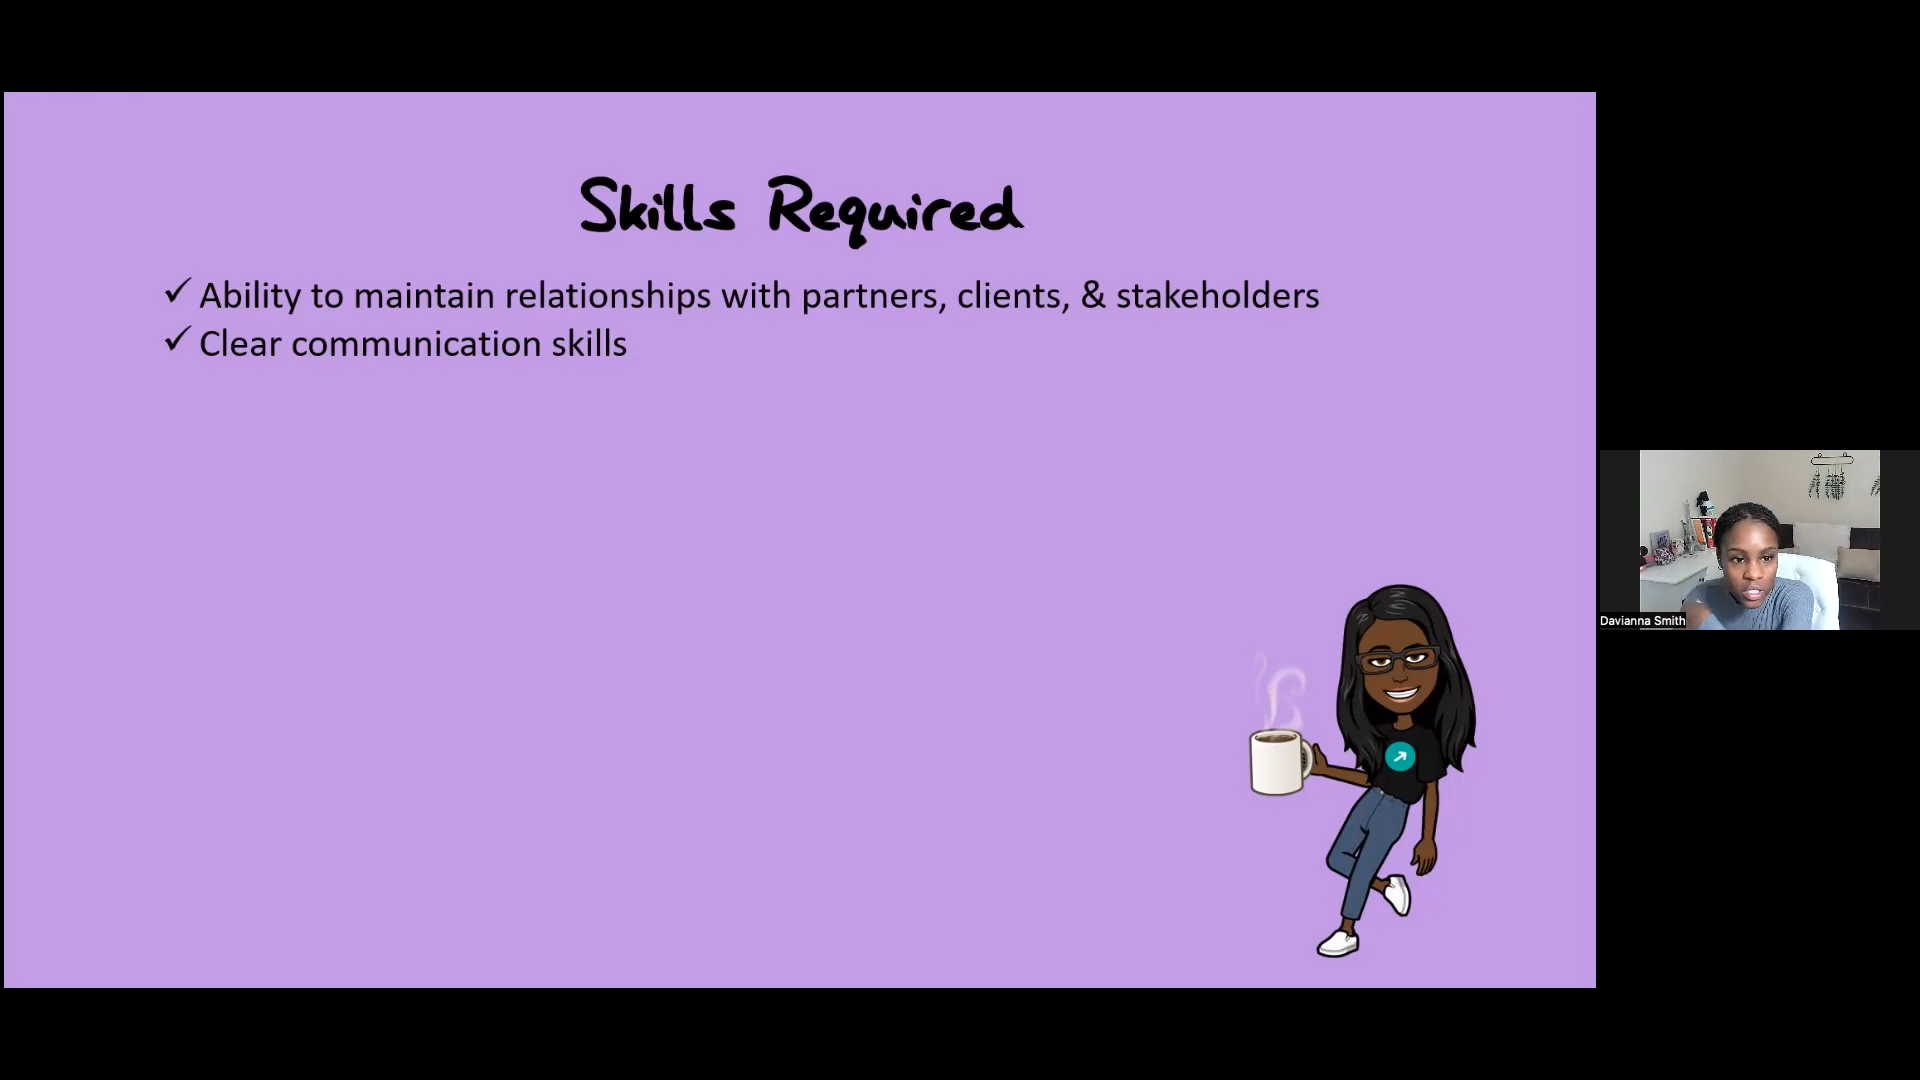 Skills Required
✓ Ability to maintain relationships with partners, clients, & stakeholders
✓ Clear communication skills
Davianna Smith